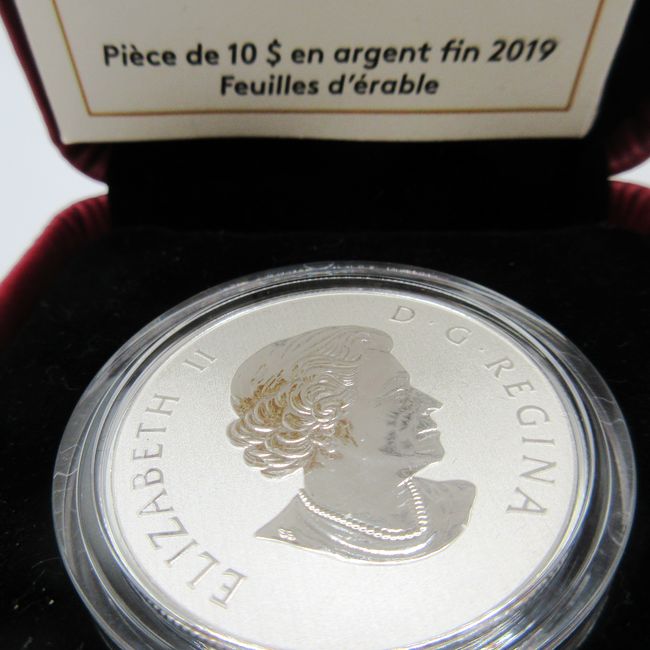 Pièce de 10 $ en argent fin 2019
Feuilles d'érable
ELIZABETH II
D · G · REGINA